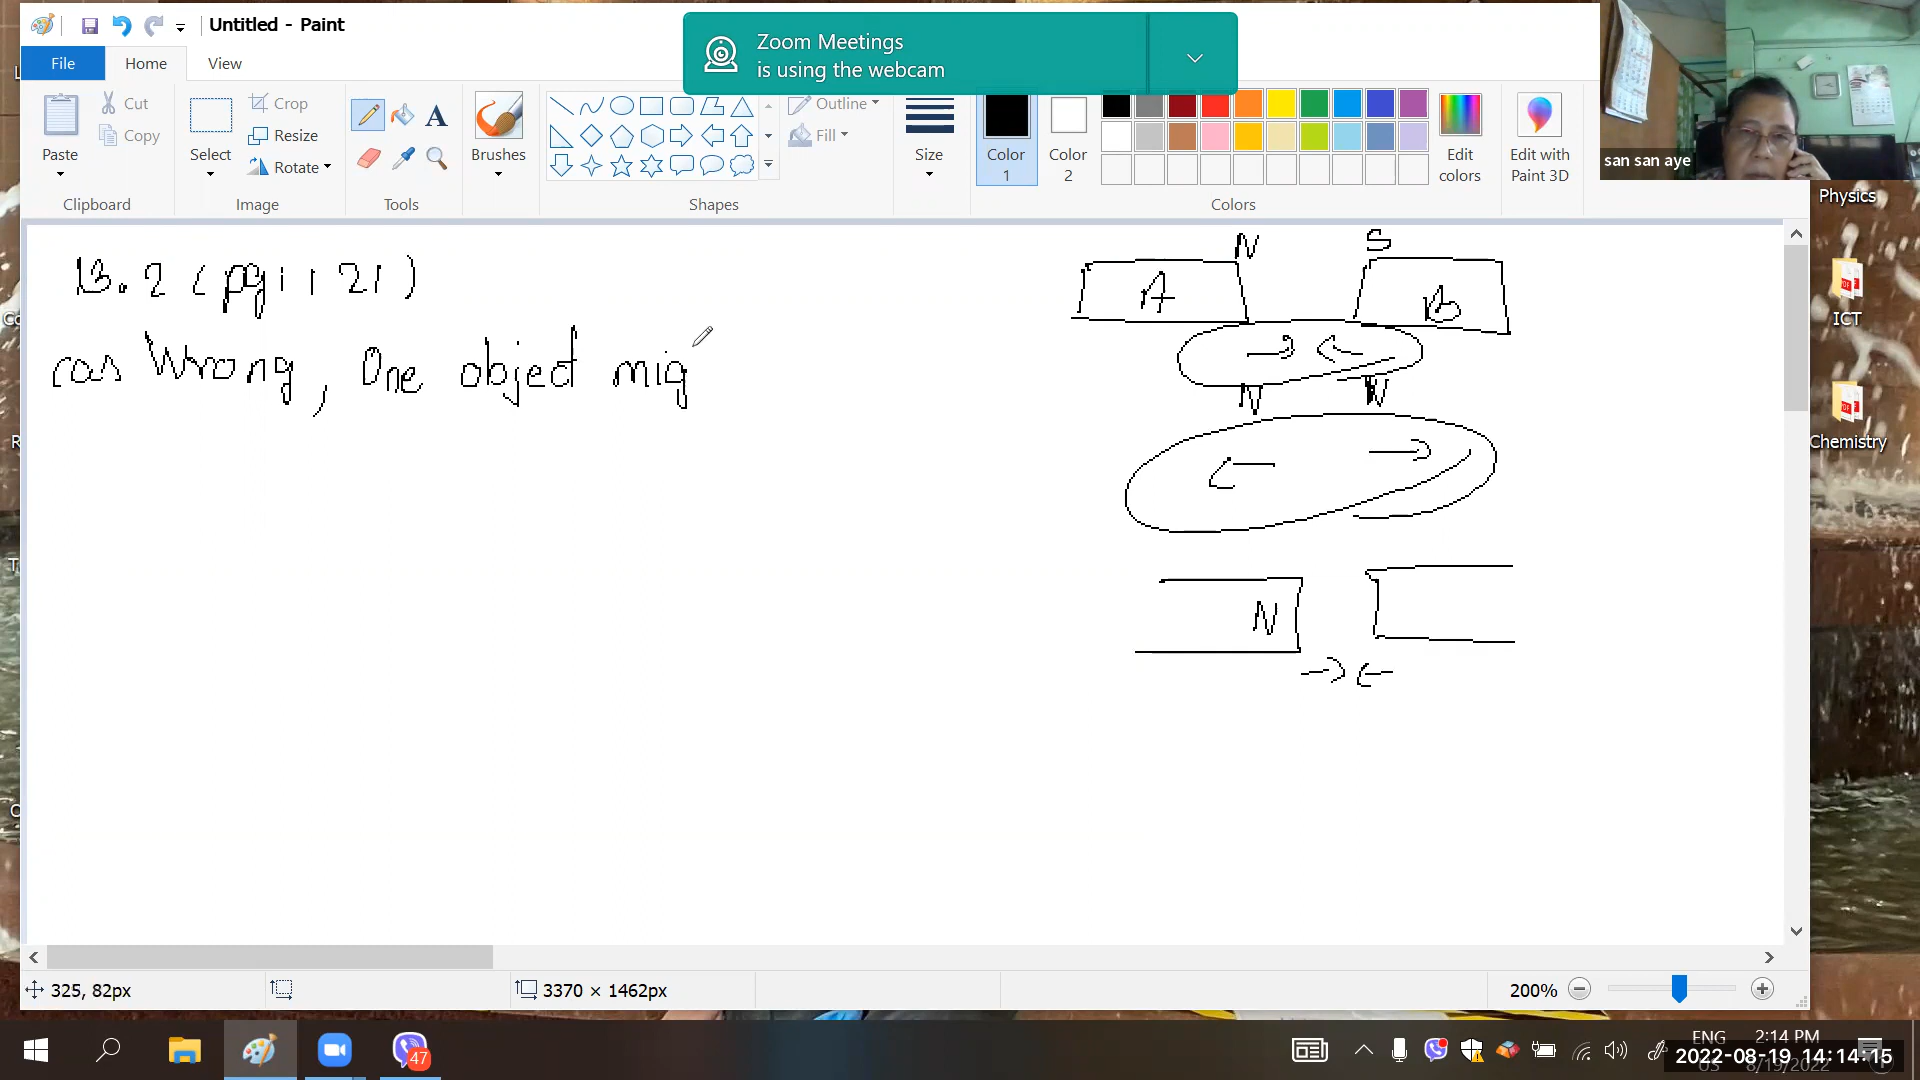 Untitled - Paint
Zoom Meetings
is using the webcam
File
Home
View
Paste
Cut
Copy
Clipboard
Select
Crop
Resize
Rotate
Image
A
Tools
Brushes
Shapes
Outline
Fill
Size
Color
1
Color
2
Colors
Edit
colors
Edit with
Paint 3D
san san aye
Physics
ICT
Chemistry
13.2 (pg 121)
Wrong, One object mig
N S
A B
N N
N
325, 82px
3370 × 1462px
200%
47
ENG
2:14 PM
8/19/2022
2022-08-19 14:14:15